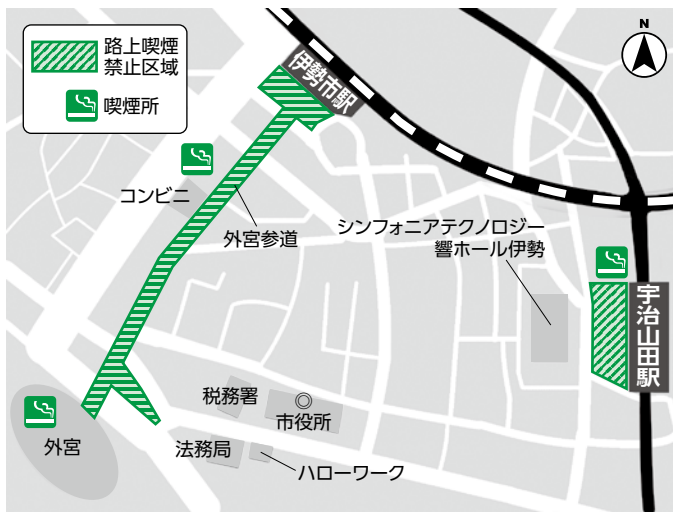 路上喫煙
禁止区域
喫煙所
N
伊勢市駅
コンビニ
外宮参道
シンフォニアテクノロジー
響ホール伊勢
宇治山田駅
税務署
市役所
外宮
法務局
ハローワーク